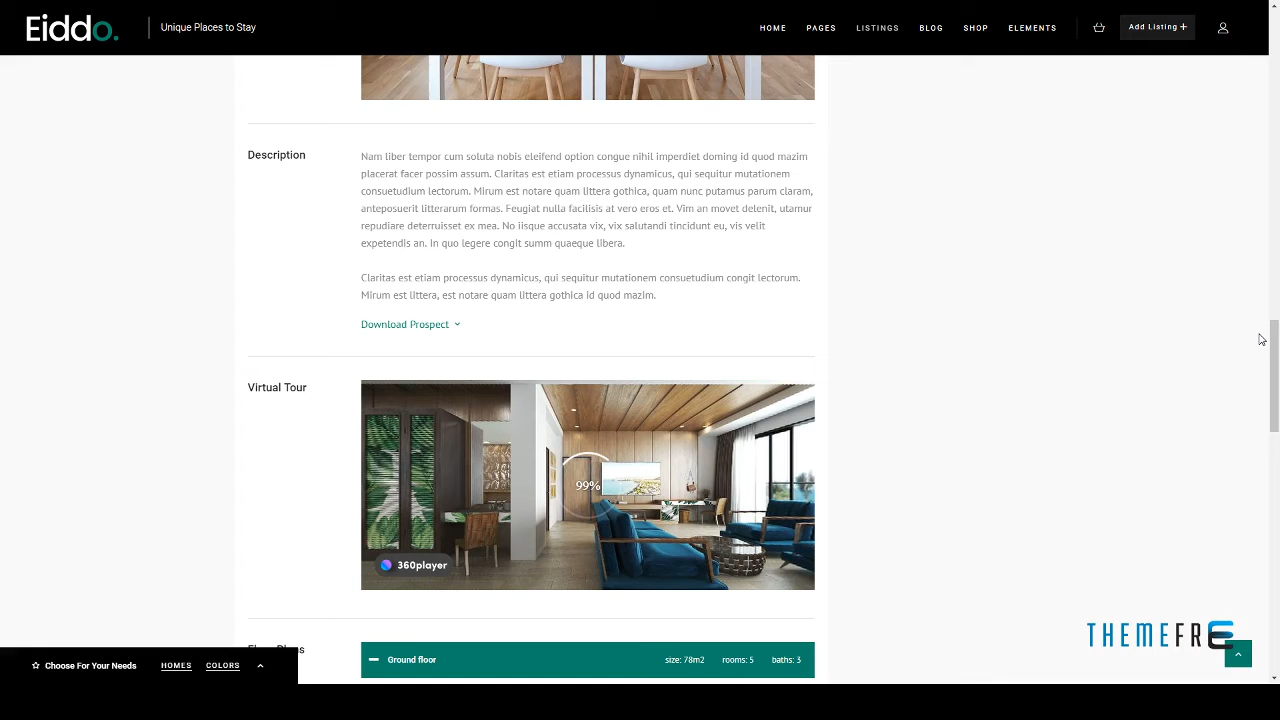 Eiddo.
Unique Places to Stay
HOME PAGES LISTINGS BLOG SHOP ELEMENTS
Add Listing +
Description
Nam liber tempor cum soluta nobis eleifend option congue nihil imperdiet doming id quod mazim
placerat facer possim assum. Claritas est etiam processus dynamicus, qui sequitur mutationem
consuetudium lectorum. Mirum est notare quam littera gothica, quam nunc putamus parum claram,
anteposuerit litterarum formas. Feugiat nulla facilisis at vero eros et. Vim an movet delenit, utamur
repudiare deterruisset ex mea. No iisque accusata vix, vix salutandi tincidunt eu, vis velit
expetendis an. In quo legere congit summ quaeque libera.
Claritas est etiam processus dynamicus, qui sequitur mutationem consuetudium congit lectorum.
Mirum est littera, est notare quam littera gothica id quod mazim.
Download Prospect
Virtual Tour
99%
360player
Floor Plans
Ground floor size: 78m2 rooms: 5 baths: 3
Choose For Your Needs HOMES COLORS
THEMEFRE